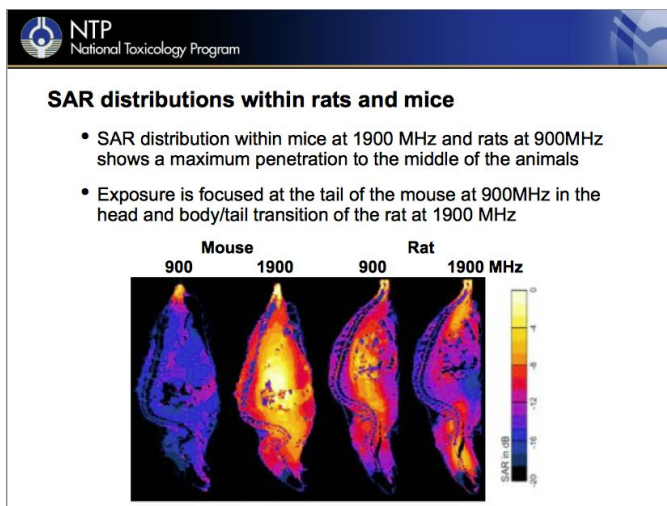 NTP
National Toxicology Program
SAR distributions within rats and mice
• SAR distribution within mice at 1900 MHz and rats at 900MHz
shows a maximum penetration to the middle of the animals
• Exposure is focused at the tail of the mouse at 900MHz in the
head and body/tail transition of the rat at 1900 MHz
Mouse Rat
900 1900 900 1900 MHz
0
-4
-8
-12
-16
-20
SAR in dB